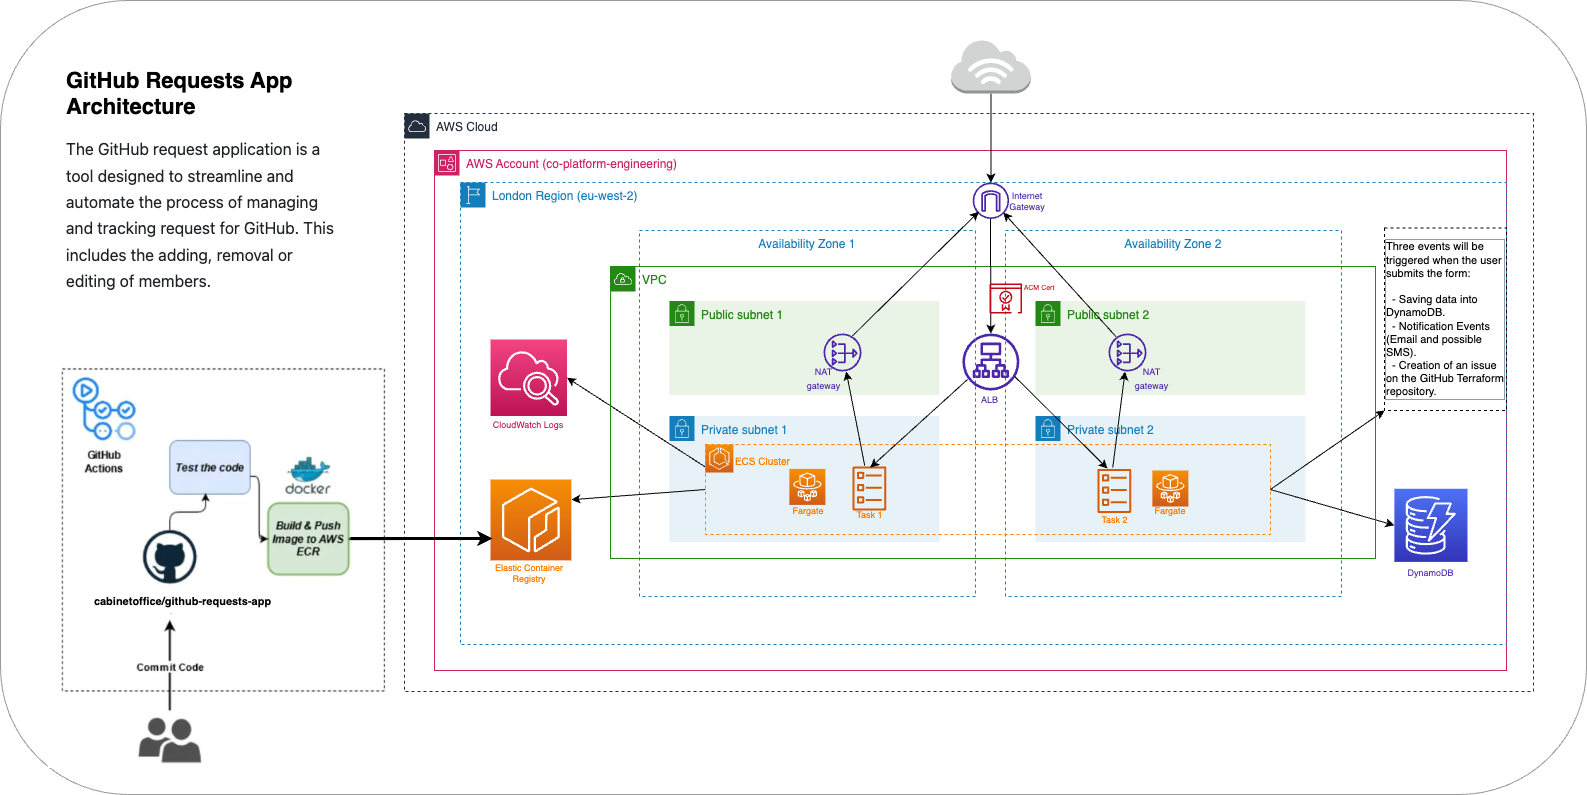 GitHub Requests App
Architecture
The GitHub request application is a
tool designed to streamline and
automate the process of managing
and tracking request for GitHub. This
includes the adding, removal or
editing of members.
AWS Cloud
AWS Account (co-platform-engineering)
London Region (eu-west-2)
Internet
Gateway
Availability Zone 1
Availability Zone 2
VPC
ACM Cert
Public subnet 1
Public subnet 2
NAT
gateway
NAT
gateway
ALB
Private subnet 1
Private subnet 2
ECS Cluster
Fargate
Task 1
Task 2
Fargate
Three events will be
triggered when the user
submits the form:
- Saving data into
DynamoDB.
- Notification Events
(Email and possible
SMS).
- Creation of an issue
on the GitHub Terraform
repository.
DynamoDB
CloudWatch Logs
Elastic Container
Registry
GitHub
Actions
Test the code
docker
Build & Push
Image to AWS
ECR
cabinetoffice/github-requests-app
Commit Code